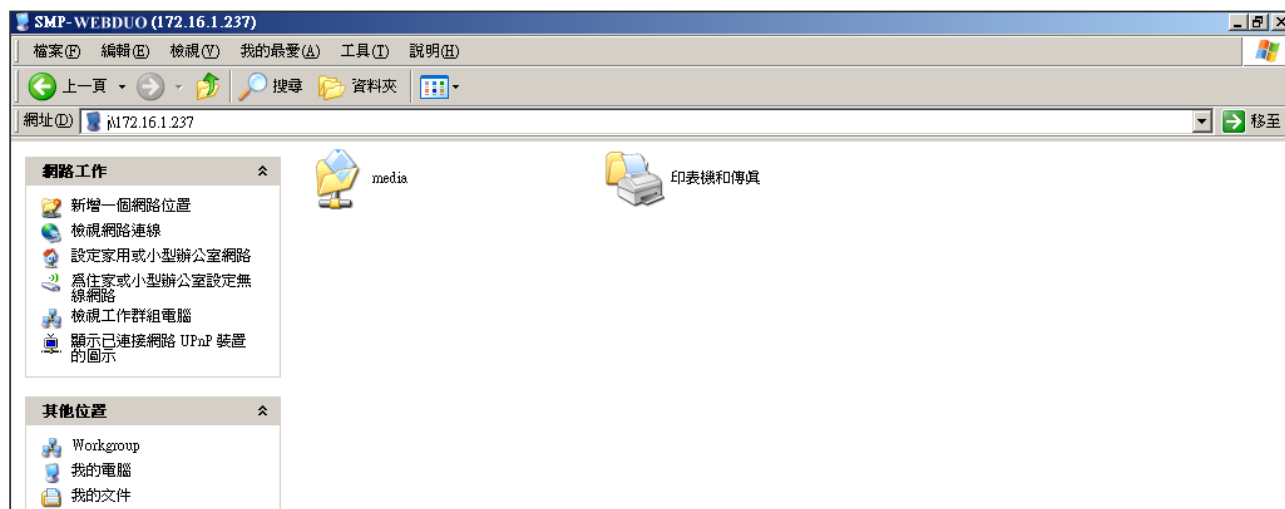 SMP-WEBDUO (172.16.1.237)
檔案(F) 編輯(E) 檢視(V) 我的最愛(A) 工具(T) 說明(H)
上一頁 搜尋 資料夾
網址(D) \\172.16.1.237 移至
網路工作
新增一個網路位置
檢視網路連線
設定家用或小型辦公室網路
為住家或小型辦公室設定無
線網路
檢視工作群組電腦
顯示已連接網路 UPnP 裝置
的圖示
media
印表機和傳真
其他位置
Workgroup
我的電腦
我的文件